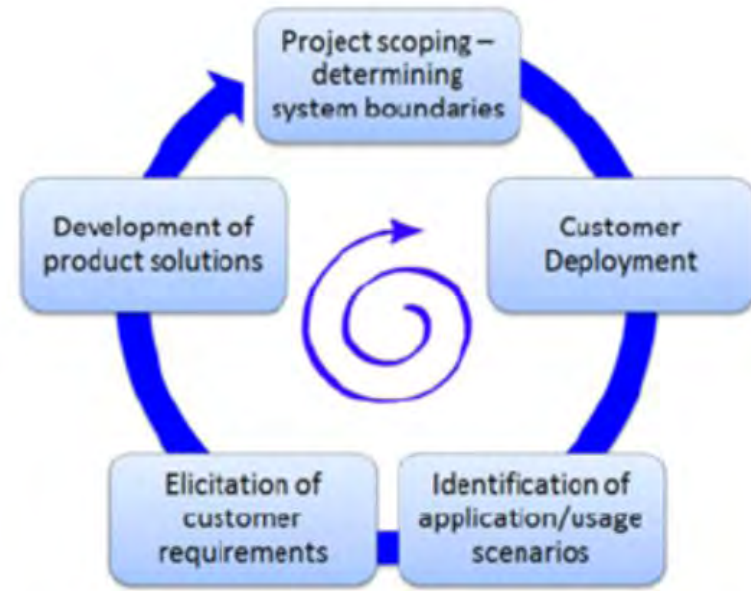 Project scoping –
determining
system boundaries
Customer
Deployment
Identification of
application/usage
scenarios
Elicitation of
customer
requirements
Development of
product solutions